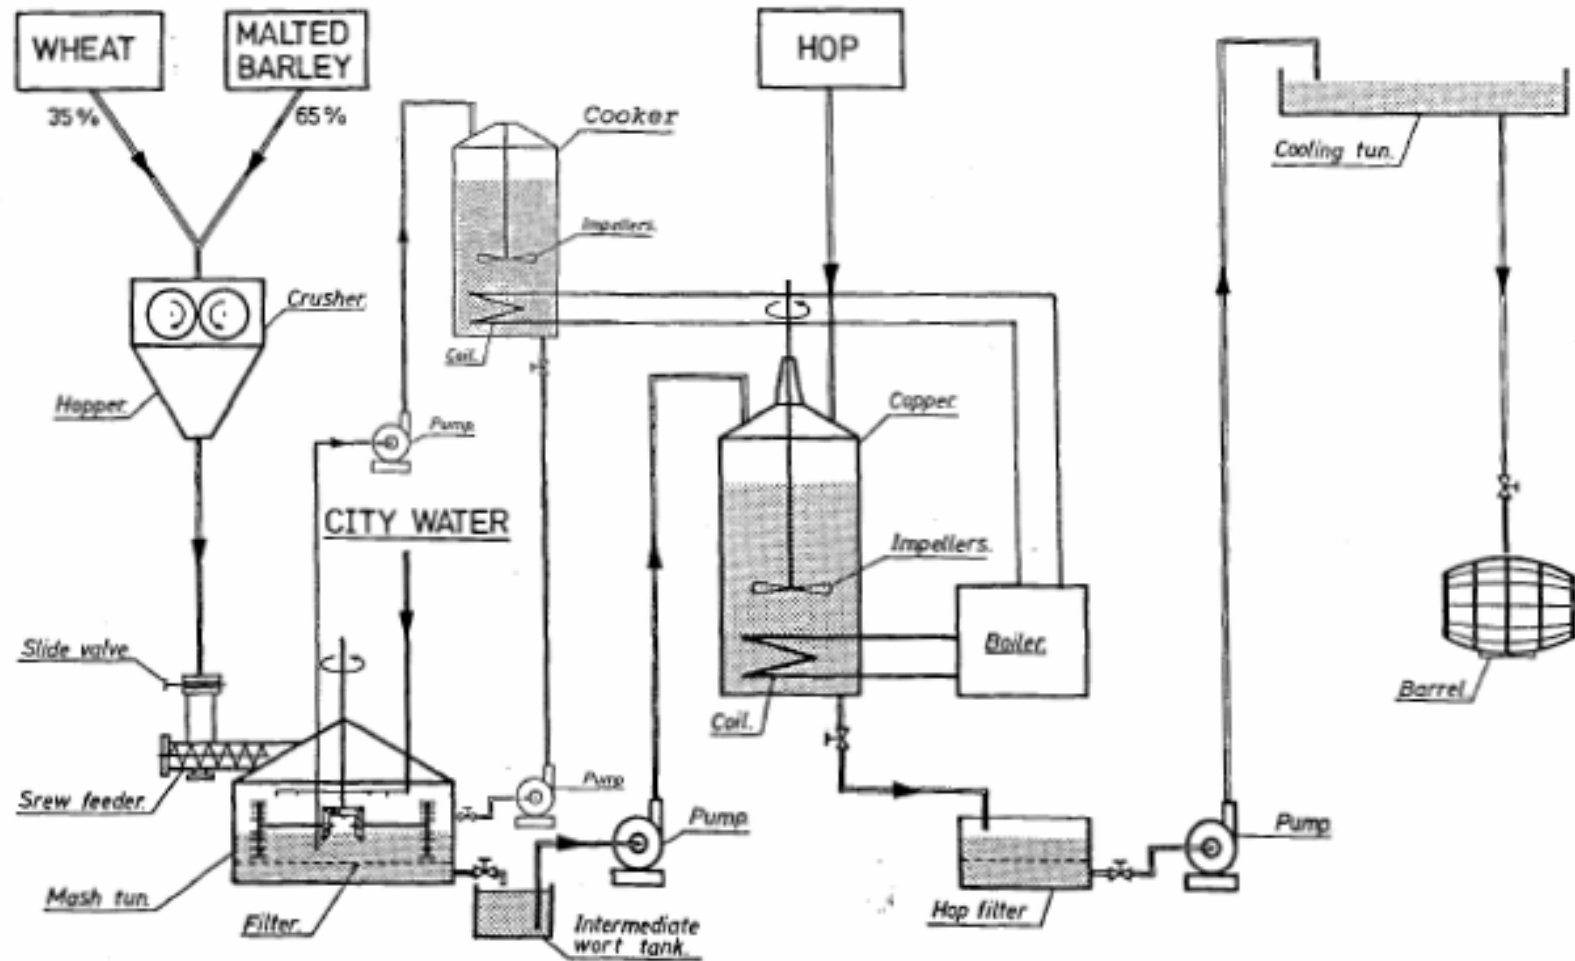 WHEAT
MALTED
BARLEY
HOP
35%
65%
Cooker
Cooling tun.
Impellers.
Crusher.
Coil.
Hopper.
Pump
Copper.
CITY WATER
Impellers.
Slide valve
Boiler.
Barrel
Coil.
Srew feeder.
Pump
Pump
Pump
Mash tun.
Filter.
Intermediate
wort tank.
Hop filter